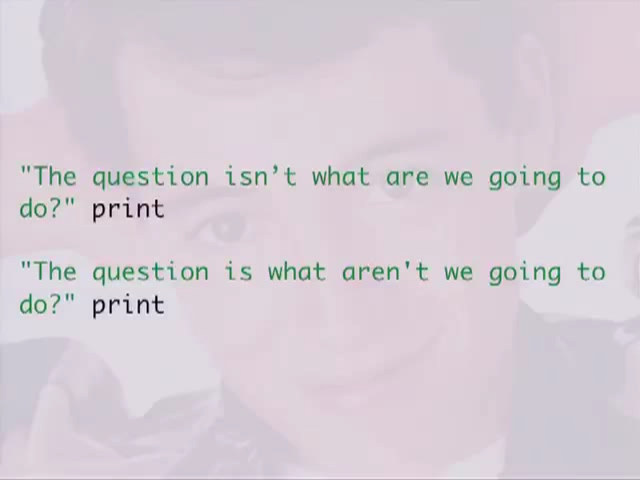 "The question isn’t what are we going to
do?" print
"The question is what aren't we going to
do?" print